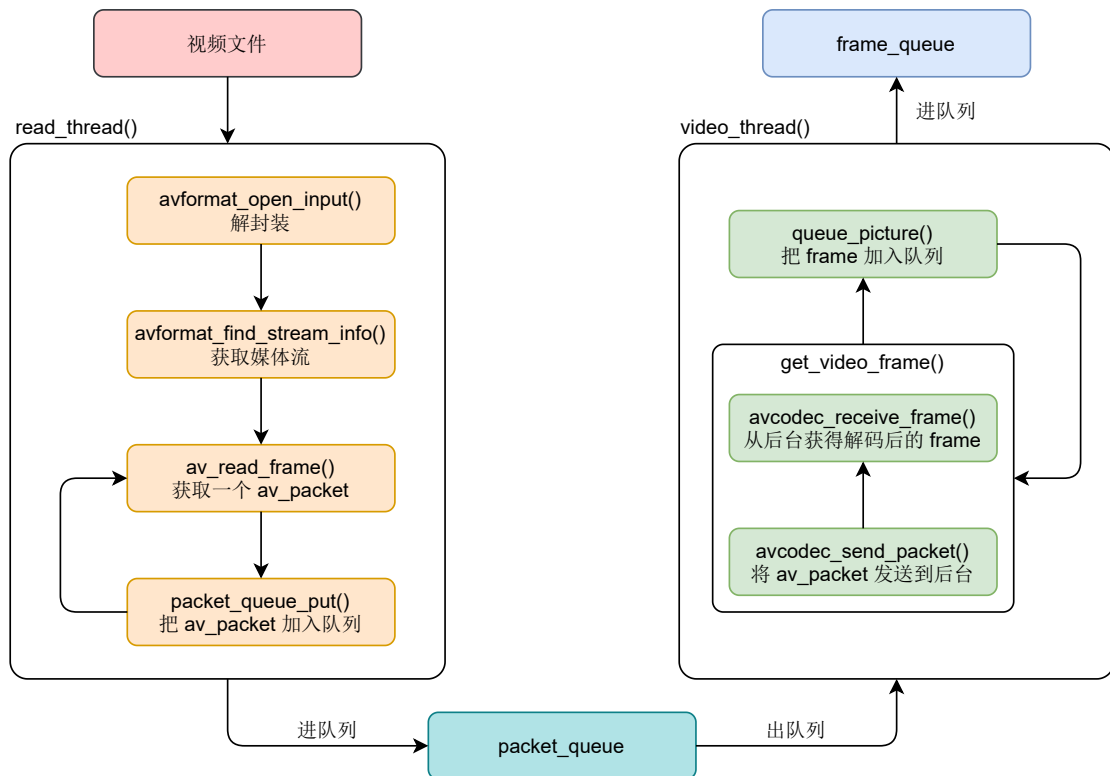 视频文件
read_thread()
avformat_open_input()
解封装
avformat_find_stream_info()
获取媒体流
av_read_frame()
获取一个 av_packet
packet_queue_put()
把 av_packet 加入队列
进队列
packet_queue
出队列
frame_queue
进队列
video_thread()
queue_picture()
把 frame 加入队列
get_video_frame()
avcodec_receive_frame()
从后台获得解码后的 frame
avcodec_send_packet()
将 av_packet 发送到后台